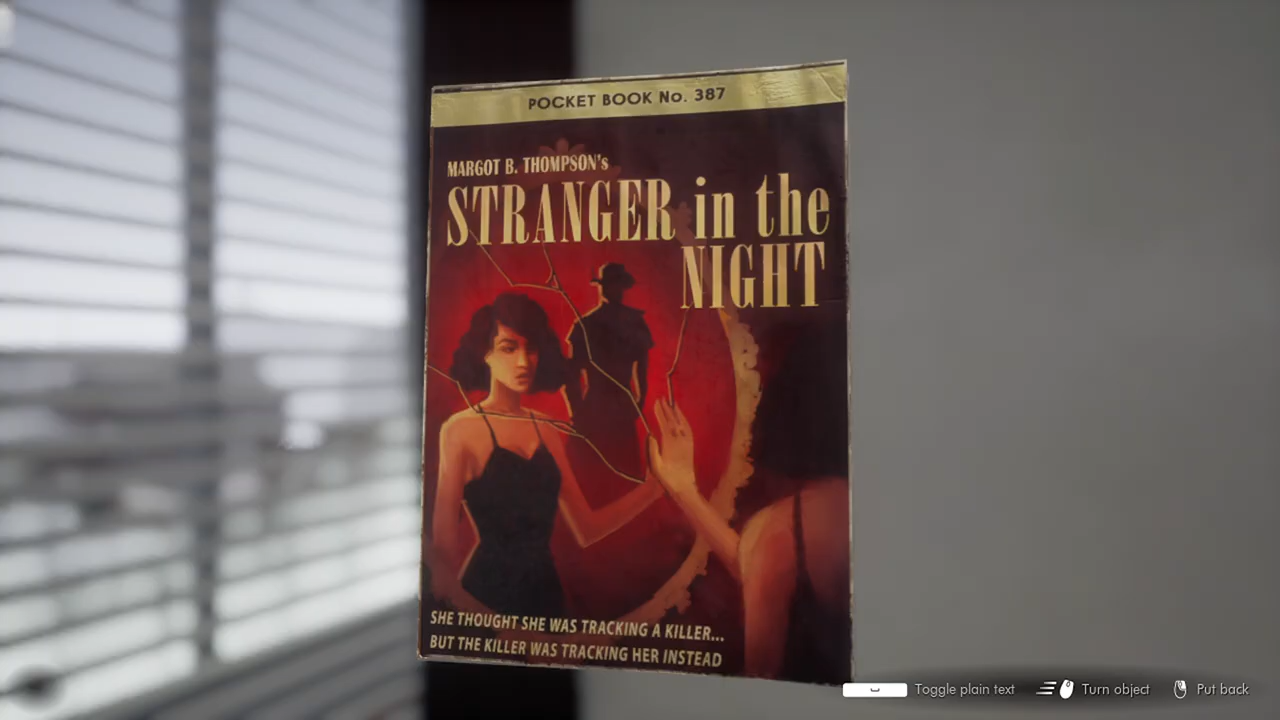 POCKET BOOK No. 387
MARGOT B. THOMPSON's
STRANGER in the
NIGHT
SHE THOUGHT SHE WAS TRACKING A KILLER...
BUT THE KILLER WAS TRACKING HER INSTEAD
Toggle plain text
Turn object
Put back